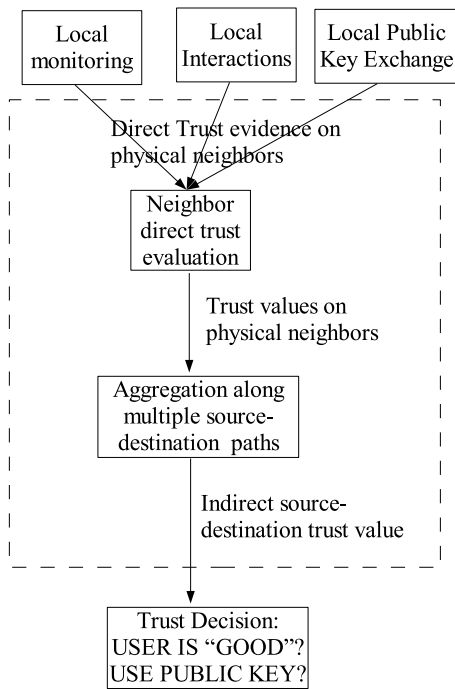 Local
monitoring
Local
Interactions
Local Public
Key Exchange
Direct Trust evidence on
physical neighbors
Neighbor
direct trust
evaluation
Trust values on
physical neighbors
Aggregation along
multiple source-
destination paths
Indirect source-
destination trust value
Trust Decision:
USER IS “GOOD”?
USE PUBLIC KEY?